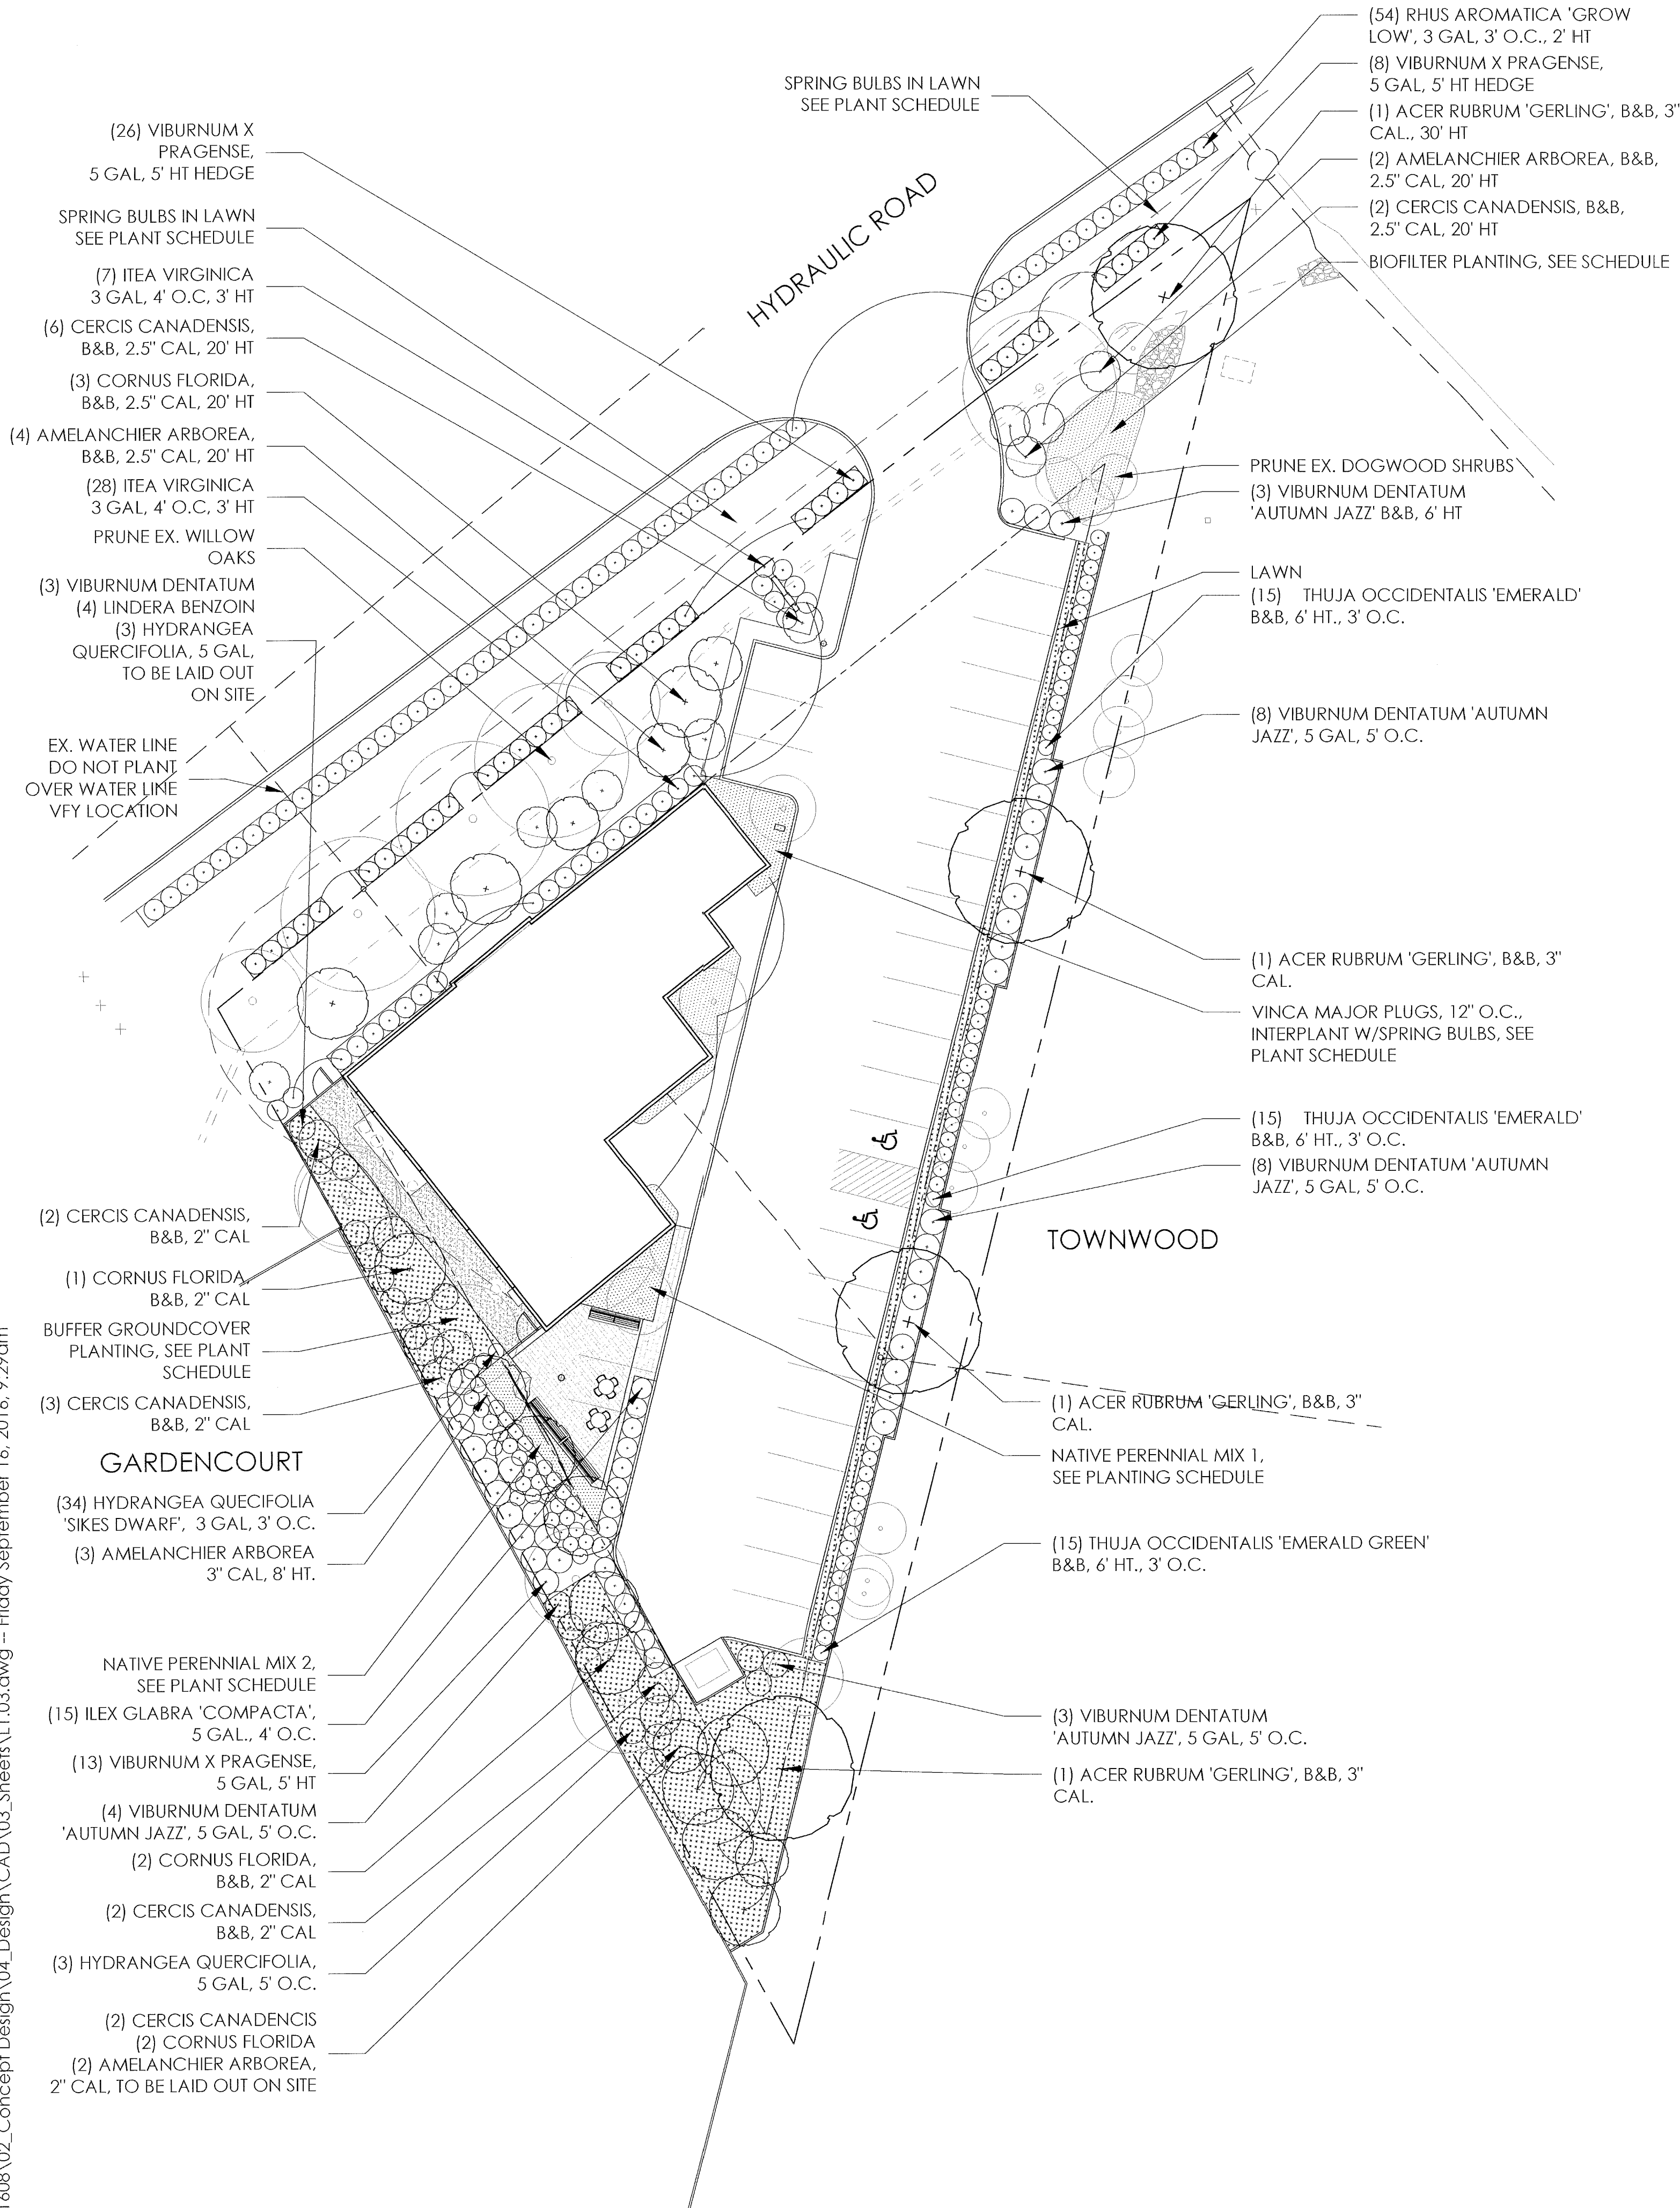 (54) RHUS AROMATICA 'GROW
LOW', 3 GAL, 3' O.C., 2' HT
(8) VIBURNUM X PRAGENSE,
5 GAL, 5' HT HEDGE
(1) ACER RUBRUM 'GERLING', B&B, 3"
CAL., 30' HT
(2) AMELANCHIER ARBOREA, B&B,
2.5" CAL, 20' HT
(2) CERCIS CANADENSIS, B&B,
2.5" CAL, 20' HT
BIOFILTER PLANTING, SEE SCHEDULE
SPRING BULBS IN LAWN
SEE PLANT SCHEDULE
(26) VIBURNUM X
PRAGENSE,
5 GAL, 5' HT HEDGE
SPRING BULBS IN LAWN
SEE PLANT SCHEDULE
(7) ITEA VIRGINICA
3 GAL, 4' O.C, 3' HT
(6) CERCIS CANADENSIS,
B&B, 2.5" CAL, 20' HT
(3) CORNUS FLORIDA,
B&B, 2.5" CAL, 20' HT
(4) AMELANCHIER ARBOREA,
B&B, 2.5" CAL, 20' HT
(28) ITEA VIRGINICA
3 GAL, 4' O.C, 3' HT
PRUNE EX. WILLOW
OAKS
(3) VIBURNUM DENTATUM
(4) LINDERA BENZOIN
(3) HYDRANGEA
QUERCIFOLIA, 5 GAL,
TO BE LAID OUT
ON SITE
EX. WATER LINE
DO NOT PLANT
OVER WATER LINE
VFY LOCATION
HYDRAULIC ROAD
PRUNE EX. DOGWOOD SHRUBS
(3) VIBURNUM DENTATUM
'AUTUMN JAZZ' B&B, 6' HT
LAWN
(15) THUJA OCCIDENTALIS 'EMERALD'
B&B, 6' HT., 3' O.C.
(8) VIBURNUM DENTATUM 'AUTUMN
JAZZ', 5 GAL, 5' O.C.
(1) ACER RUBRUM 'GERLING', B&B, 3"
CAL.
VINCA MAJOR PLUGS, 12" O.C.,
INTERPLANT W/SPRING BULBS, SEE
PLANT SCHEDULE
(15) THUJA OCCIDENTALIS 'EMERALD'
B&B, 6' HT., 3' O.C.
(8) VIBURNUM DENTATUM 'AUTUMN
JAZZ', 5 GAL, 5' O.C.
TOWNWOOD
(1) ACER RUBRUM 'GERLING', B&B, 3"
CAL.
NATIVE PERENNIAL MIX 1,
SEE PLANTING SCHEDULE
(15) THUJA OCCIDENTALIS 'EMERALD GREEN'
B&B, 6' HT., 3' O.C.
(3) VIBURNUM DENTATUM
'AUTUMN JAZZ', 5 GAL, 5' O.C.
(1) ACER RUBRUM 'GERLING', B&B, 3"
CAL.
(2) CERCIS CANADENSIS,
B&B, 2" CAL
(1) CORNUS FLORIDA,
B&B, 2" CAL
BUFFER GROUNDCOVER
PLANTING, SEE PLANT
SCHEDULE
(3) CERCIS CANADENSIS,
B&B, 2" CAL
GARDENCOURT
(34) HYDRANGEA QUECIFOLIA
'SIKES DWARF', 3 GAL, 3' O.C.
(3) AMELANCHIER ARBOREA
3" CAL, 8' HT.
NATIVE PERENNIAL MIX 2,
SEE PLANT SCHEDULE
(15) ILEX GLABRA 'COMPACTA',
5 GAL., 4' O.C.
(13) VIBURNUM X PRAGENSE,
5 GAL, 5' HT
(4) VIBURNUM DENTATUM
'AUTUMN JAZZ', 5 GAL, 5' O.C.
(2) CORNUS FLORIDA,
B&B, 2" CAL
(2) CERCIS CANADENSIS,
B&B, 2" CAL
(3) HYDRANGEA QUERCIFOLIA,
5 GAL, 5' O.C.
(2) CERCIS CANADENCIS
(2) CORNUS FLORIDA
(2) AMELANCHIER ARBOREA,
2" CAL, TO BE LAID OUT ON SITE
1608\02_Concept Design\04_Design\CAD\03_Sheets\L1.03.dwg -- Friday September 16, 2016, 9:29am